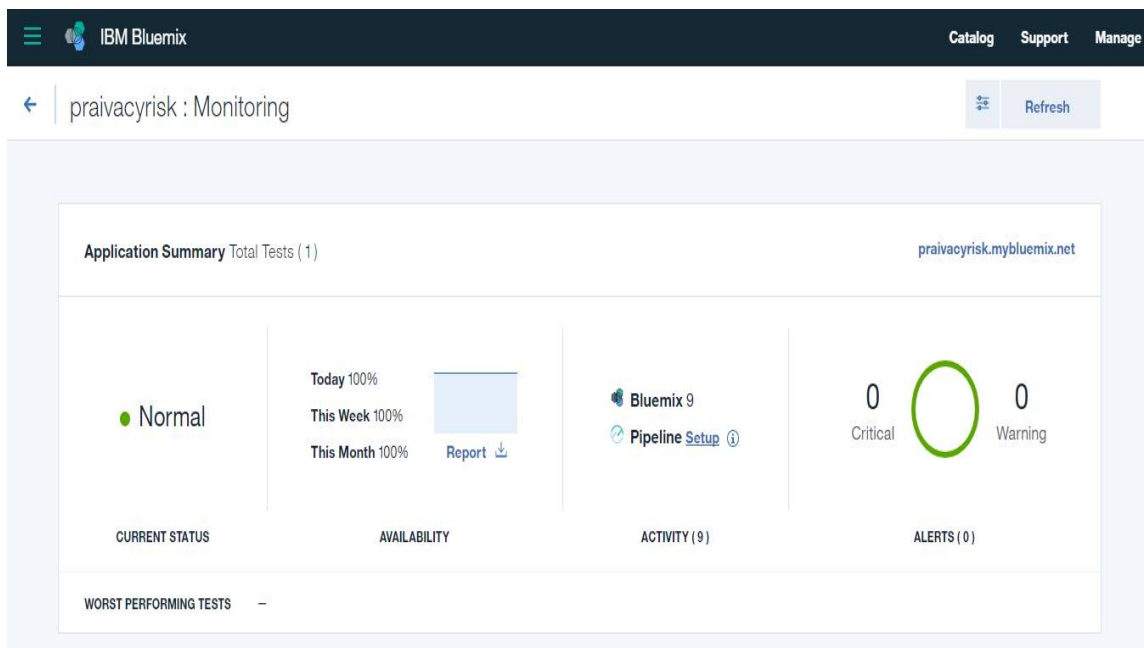 IBM Bluemix Catalog Support Manage
praivacyrisk : Monitoring Refresh
Application Summary Total Tests ( 1 ) praivacyrisk.mybluemix.net
Normal
Today 100%
This Week 100%
This Month 100% Report
Bluemix 9
Pipeline Setup
0 Critical
0 Warning
CURRENT STATUS AVAILABILITY ACTIVITY ( 9 ) ALERTS ( 0 )
WORST PERFORMING TESTS –